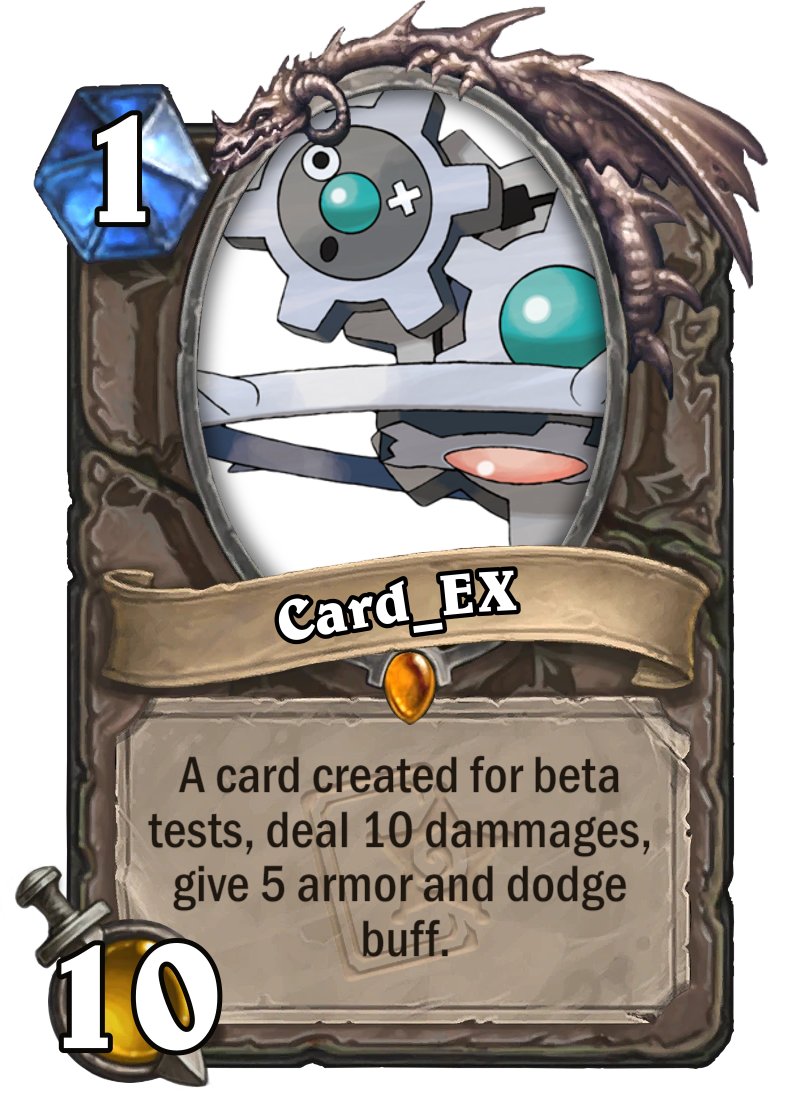 1
Card_EX
A card created for beta
tests, deal 10 dammages,
give 5 armor and dodge
buff.
10